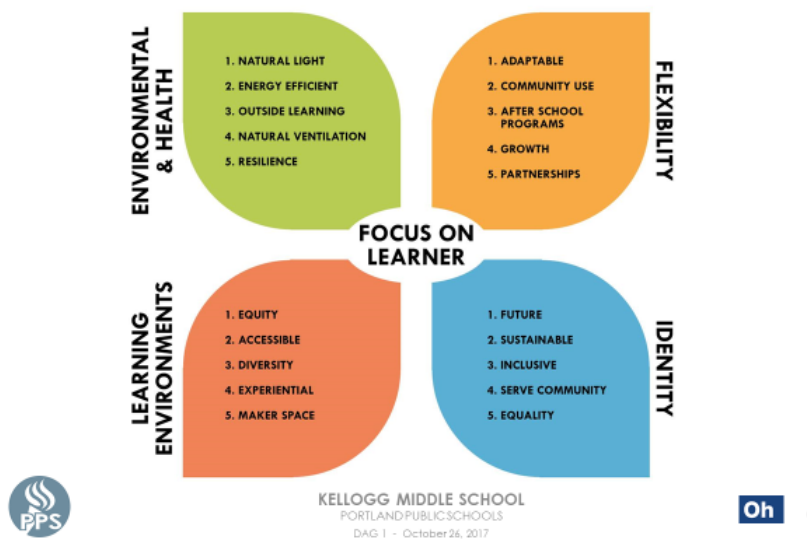 ENVIRONMENTAL
& HEALTH
1. NATURAL LIGHT
2. ENERGY EFFICIENT
3. OUTSIDE LEARNING
4. NATURAL VENTILATION
5. RESILIENCE
FLEXIBILITY
1. ADAPTABLE
2. COMMUNITY USE
3. AFTER SCHOOL
PROGRAMS
4. GROWTH
5. PARTNERSHIPS
FOCUS ON
LEARNER
LEARNING
ENVIRONMENTS
1. EQUITY
2. ACCESSIBLE
3. DIVERSITY
4. EXPERIENTIAL
5. MAKER SPACE
IDENTITY
1. FUTURE
2. SUSTAINABLE
3. INCLUSIVE
4. SERVE COMMUNITY
5. EQUALITY
PPS
KELLOGG MIDDLE SCHOOL
PORTLAND PUBLIC SCHOOLS
DAG 1 - October 26, 2017
Oh